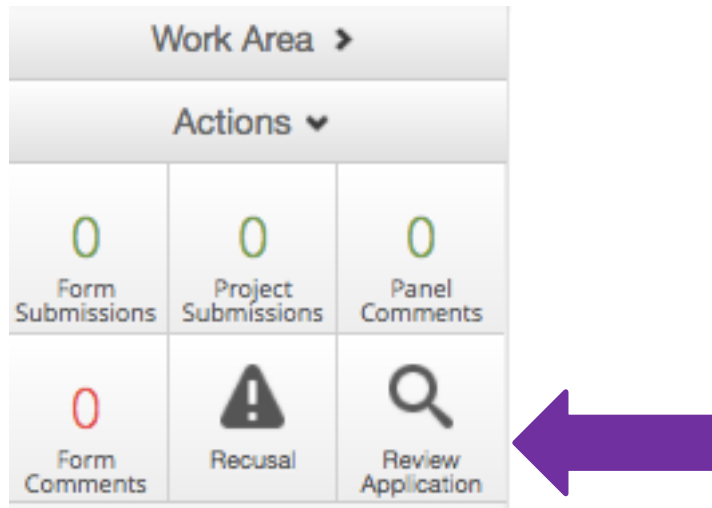 Work Area
Actions
0
0
0
Form
Submissions
Project
Submissions
Panel
Comments
0
Form
Comments
Recusal
Review
Application